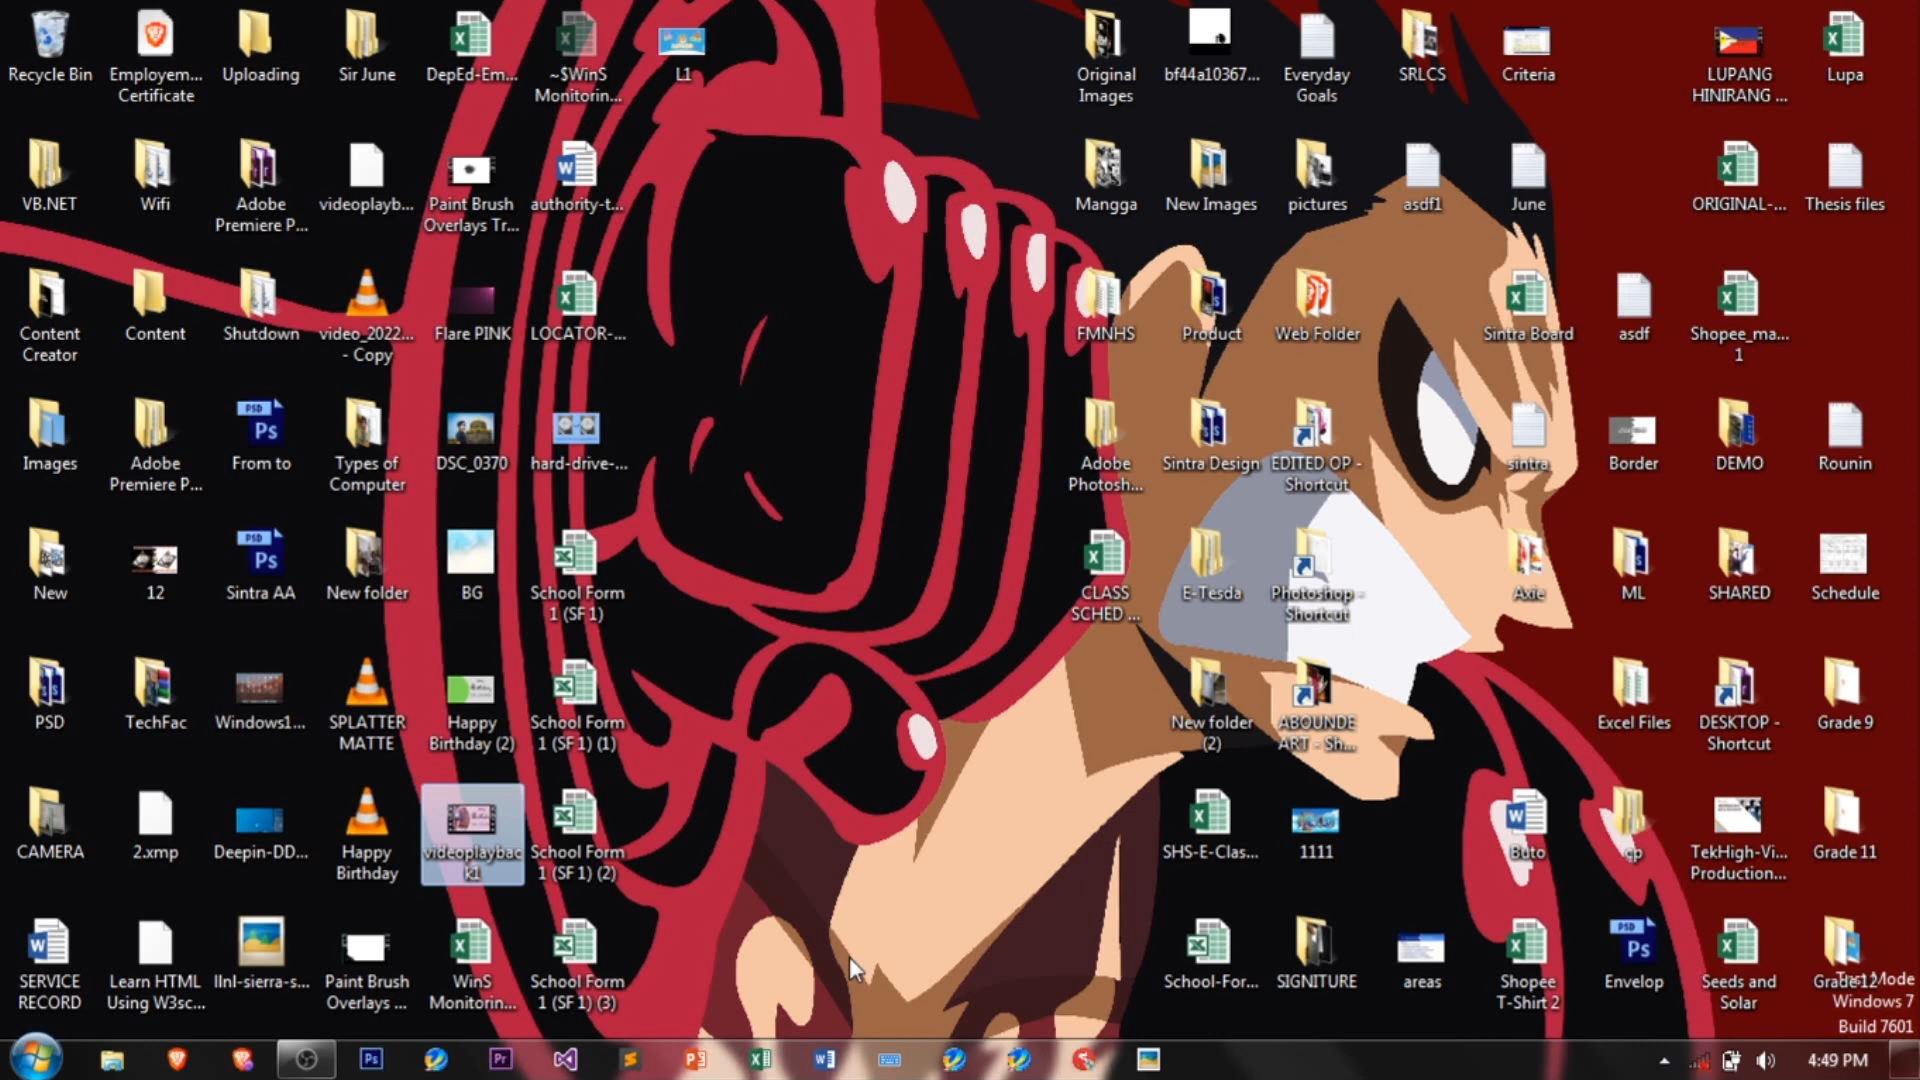 Recycle Bin
Employem...
Certificate
Uploading
Sir June
DepEd-Em...
~$WinS
Monitorin...
L1
Original
Images
bf44a10367...
Everyday
Goals
SRLCS
Criteria
LUPANG
HINIRANG ...
Lupa
VB.NET
Wifi
Adobe
Premiere P...
videoplayb...
Paint Brush
Overlays Tr...
authority-t...
Mangga
New Images
pictures
asdf1
June
ORIGINAL-...
Thesis files
Content
Creator
Content
Shutdown
video_2022...
- Copy
Flare PINK
LOCATOR-...
FMNHS
Product
Web Folder
Sintra Board
asdf
Shopee_ma...
1
Images
Adobe
Premiere P...
PSD
Ps
From to
Types of
Computer
DSC_0370
hard-drive-...
Adobe
Photosh...
Sintra Design
EDITED OP -
Shortcut
sintra
Border
DEMO
Rounin
New
12
PSD
Ps
Sintra AA
New folder
BG
School Form
1 (SF 1)
CLASS
SCHED ...
E-Tesda
Photoshop -
Shortcut
Axie
ML
SHARED
Schedule
PSD
TechFac
Windows1...
SPLATTER
MATTE
Happy
Birthday (2)
School Form
1 (SF 1) (1)
New folder
(2)
ABOUNDE
ART - Sh...
Excel Files
DESKTOP -
Shortcut
Grade 9
CAMERA
2.xmp
Deepin-DD...
Happy
Birthday
videoplaybac
k1
School Form
1 (SF 1) (2)
SHS-E-Clas...
1111
Buto
cp
TekHigh-Vi...
Production...
Grade 11
SERVICE
RECORD
Learn HTML
Using W3sc...
llnl-sierra-s...
Paint Brush
Overlays ...
WinS
Monitorin...
School Form
1 (SF 1) (3)
School-For...
SIGNITURE
areas
Shopee
T-Shirt 2
PSD
Ps
Envelop
Seeds and
Solar
Grade12
Test Mode
Windows 7
Build 7601
Ps
Pr
4:49 PM